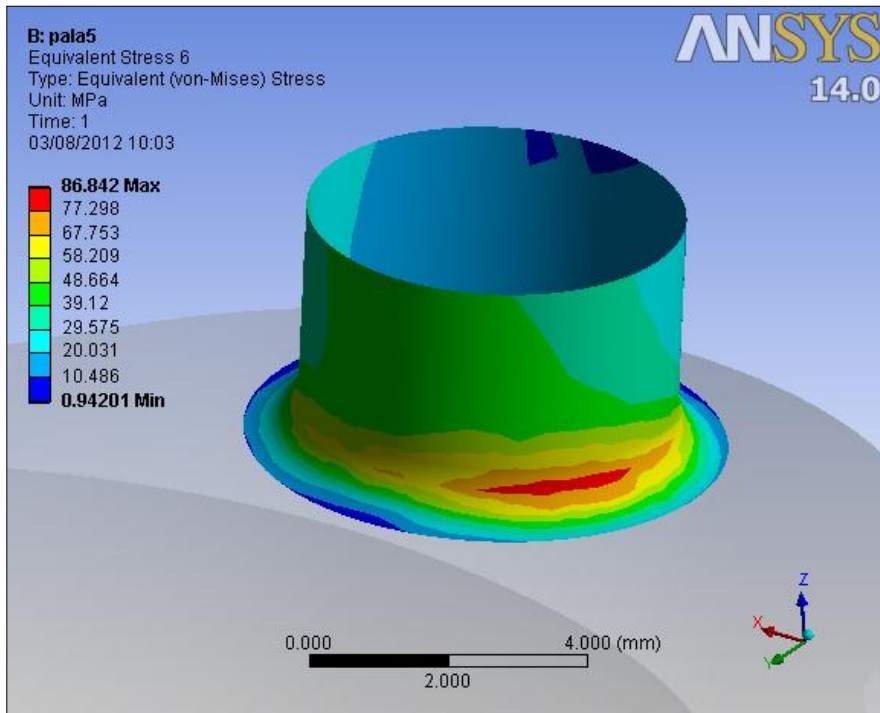 B: pala5
Equivalent Stress 6
Type: Equivalent (von-Mises) Stress
Unit: MPa
Time: 1
03/08/2012 10:03
ANSYS
14.0
86.842 Max
77.298
67.753
58.209
48.664
39.12
29.575
20.031
10.486
0.94201 Min
0.000 4.000 (mm)
2.000
Z
X
Y